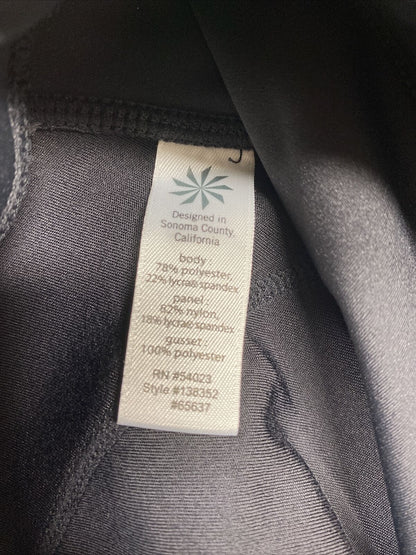 Designed in
Sonoma County,
California
body :
78% polyester,
22% lycra® spandex
panel :
82% nylon,
18% lycra® spandex
gusset :
100% polyester
RN #54023
Style #138352
#65637